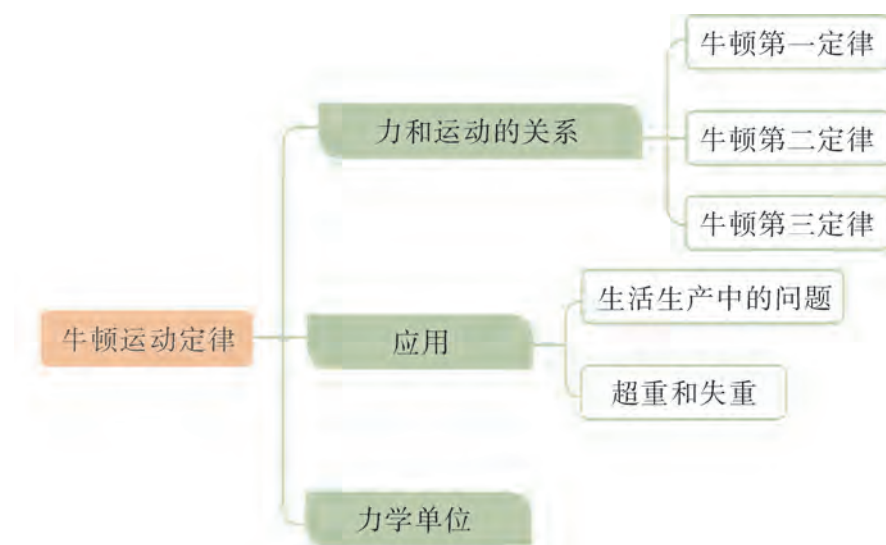 牛顿第一定律
力和运动的关系
牛顿第二定律
牛顿第三定律
生活生产中的问题
牛顿运动定律
应用
超重和失重
力学单位